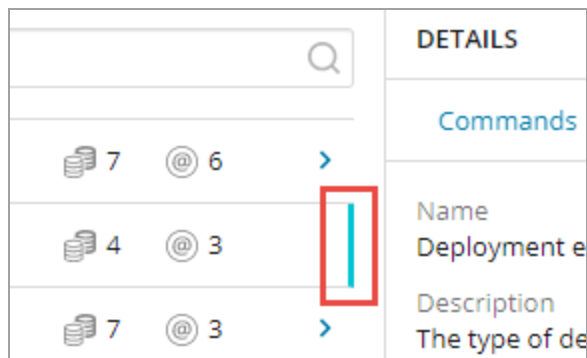 DETAILS
Commands
@ 7 @ 6
Name
4 @ 3
Deployment e
Description
7 @ 3
The type of de